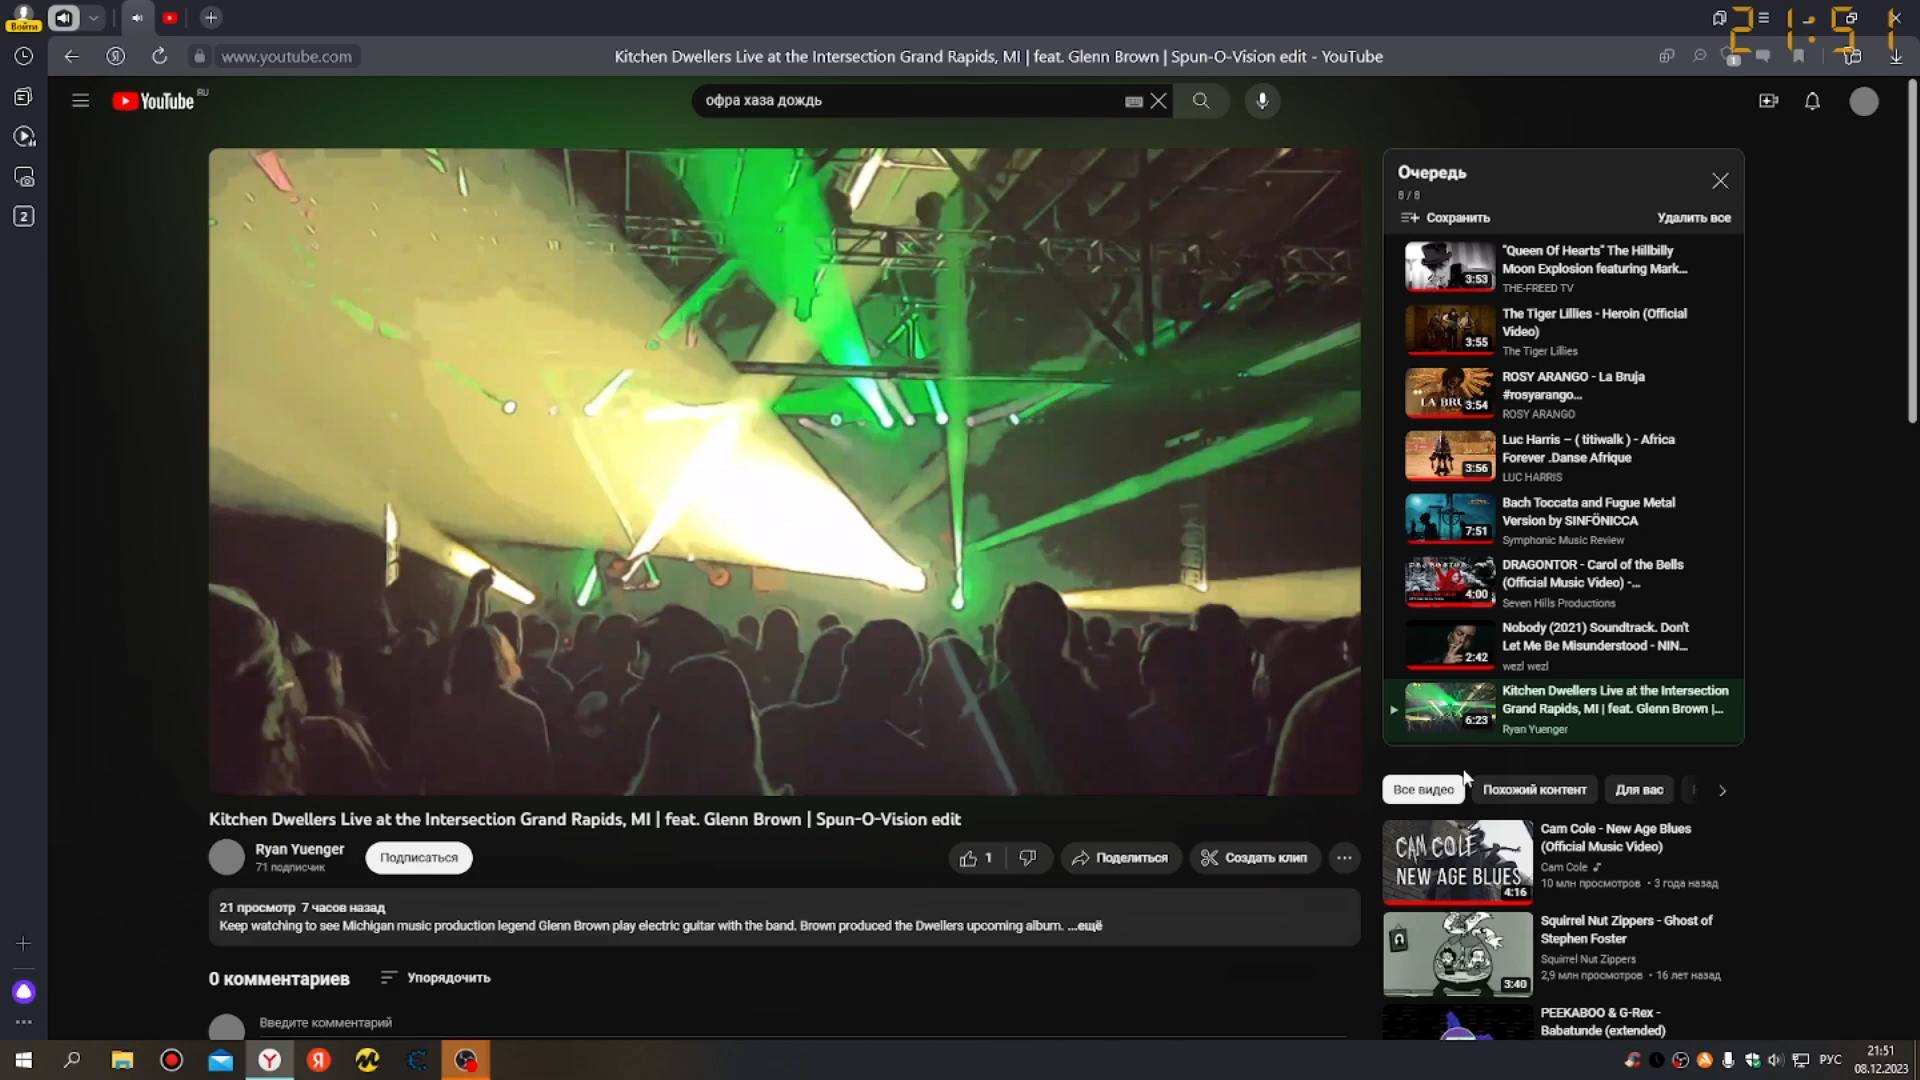 21:51
Войти
www.youtube.com
Kitchen Dwellers Live at the Intersection Grand Rapids, MI | feat. Glenn Brown | Spun-O-Vision edit - YouTube
1
2
YouTube
RU
офра хаза дождь
Очередь
8 / 8
Сохранить
Удалить все
3:53
"Queen Of Hearts" The Hillbilly
Moon Explosion featuring Mark...
THE-FREED TV
3:55
The Tiger Lillies - Heroin (Official
Video)
The Tiger Lillies
3:54
ROSY ARANGO - La Bruja
#rosyarango...
ROSY ARANGO
3:56
Luc Harris – ( titiwalk ) - Africa
Forever .Danse Afrique
LUC HARRIS
7:51
Bach Toccata and Fugue Metal
Version by SINFÖNICCA
Symphonic Music Review
4:00
DRAGONTOR - Carol of the Bells
(Official Music Video) -...
Seven Hills Productions
2:42
Nobody (2021) Soundtrack. Don't
Let Me Be Misunderstood - NIN...
wezl wezl
6:23
Kitchen Dwellers Live at the Intersection
Grand Rapids, MI | feat. Glenn Brown |...
Ryan Yuenger
Все видео
Похожий контент
Для вас
CAM COLE
NEW AGE BLUES
4:16
Cam Cole - New Age Blues
(Official Music Video)
Cam Cole
10 млн просмотров • 3 года назад
3:40
Squirrel Nut Zippers - Ghost of
Stephen Foster
Squirrel Nut Zippers
2,9 млн просмотров • 16 лет назад
PEEKABOO & G-Rex -
Babatunde (extended)
Kitchen Dwellers Live at the Intersection Grand Rapids, MI | feat. Glenn Brown | Spun-O-Vision edit
Ryan Yuenger
71 подписчик
Подписаться
1
Поделиться
Создать клип
21 просмотр 7 часов назад
Keep watching to see Michigan music production legend Glenn Brown play electric guitar with the band. Brown produced the Dwellers upcoming album. ...ещё
0 комментариев
Упорядочить
Введите комментарий
РУС
21:51
08.12.2023